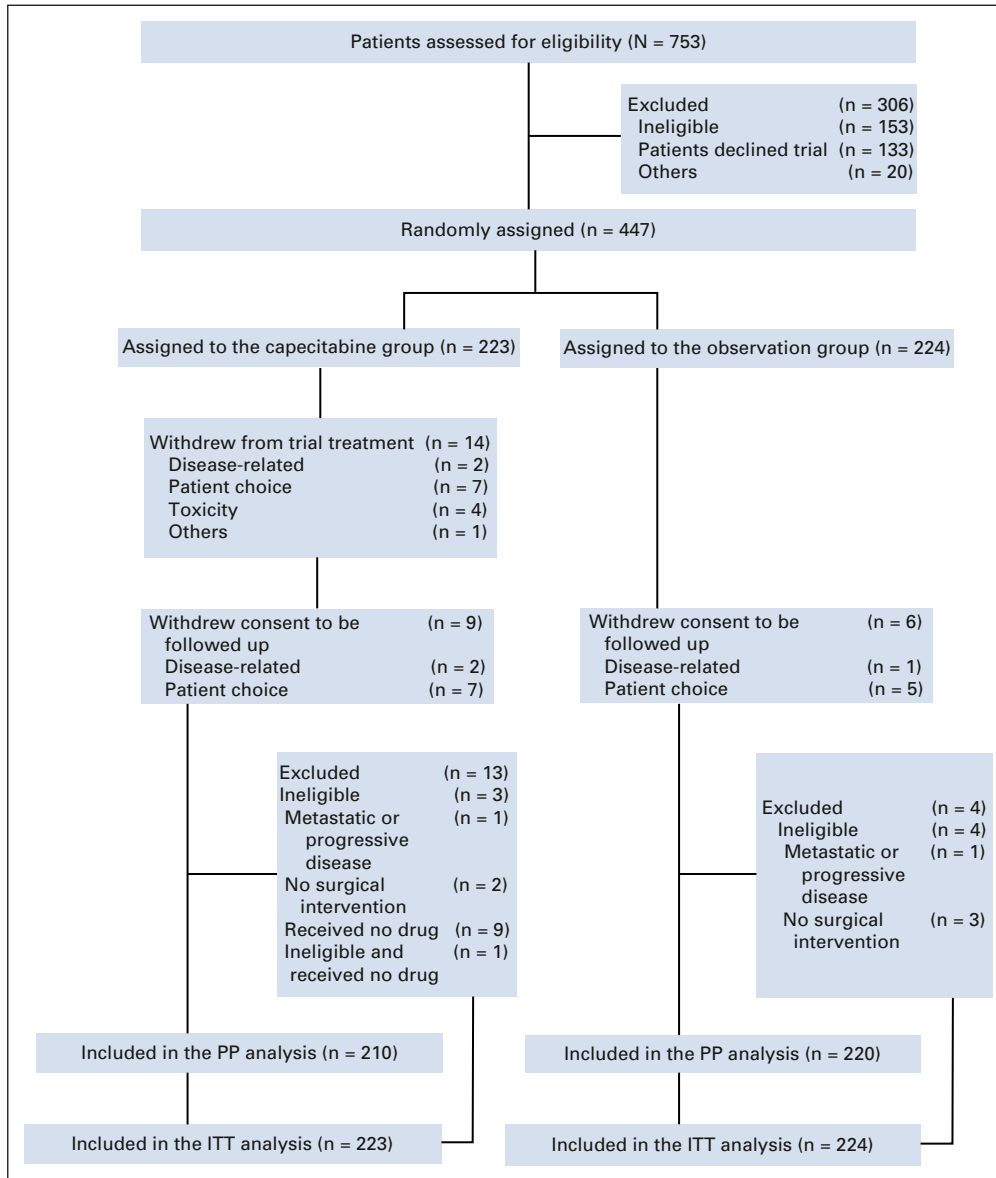 Patients assessed for eligibility (N = 753)
Excluded (n = 306)
Ineligible (n = 153)
Patients declined trial (n = 133)
Others (n = 20)
Randomly assigned (n = 447)
Assigned to the capecitabine group (n = 223)
Assigned to the observation group (n = 224)
Withdrew from trial treatment (n = 14)
Disease-related (n = 2)
Patient choice (n = 7)
Toxicity (n = 4)
Others (n = 1)
Withdrew consent to be (n = 9)
followed up
Disease-related (n = 2)
Patient choice (n = 7)
Withdrew consent to be (n = 6)
followed up
Disease-related (n = 1)
Patient choice (n = 5)
Excluded (n = 13)
Ineligible (n = 3)
Metastatic or (n = 1)
progressive
disease
No surgical (n = 2)
intervention
Received no drug (n = 9)
Ineligible and (n = 1)
received no drug
Excluded (n = 4)
Ineligible (n = 4)
Metastatic or (n = 1)
progressive
disease
No surgical (n = 3)
intervention
Included in the PP analysis (n = 210)
Included in the PP analysis (n = 220)
Included in the ITT analysis (n = 223)
Included in the ITT analysis (n = 224)